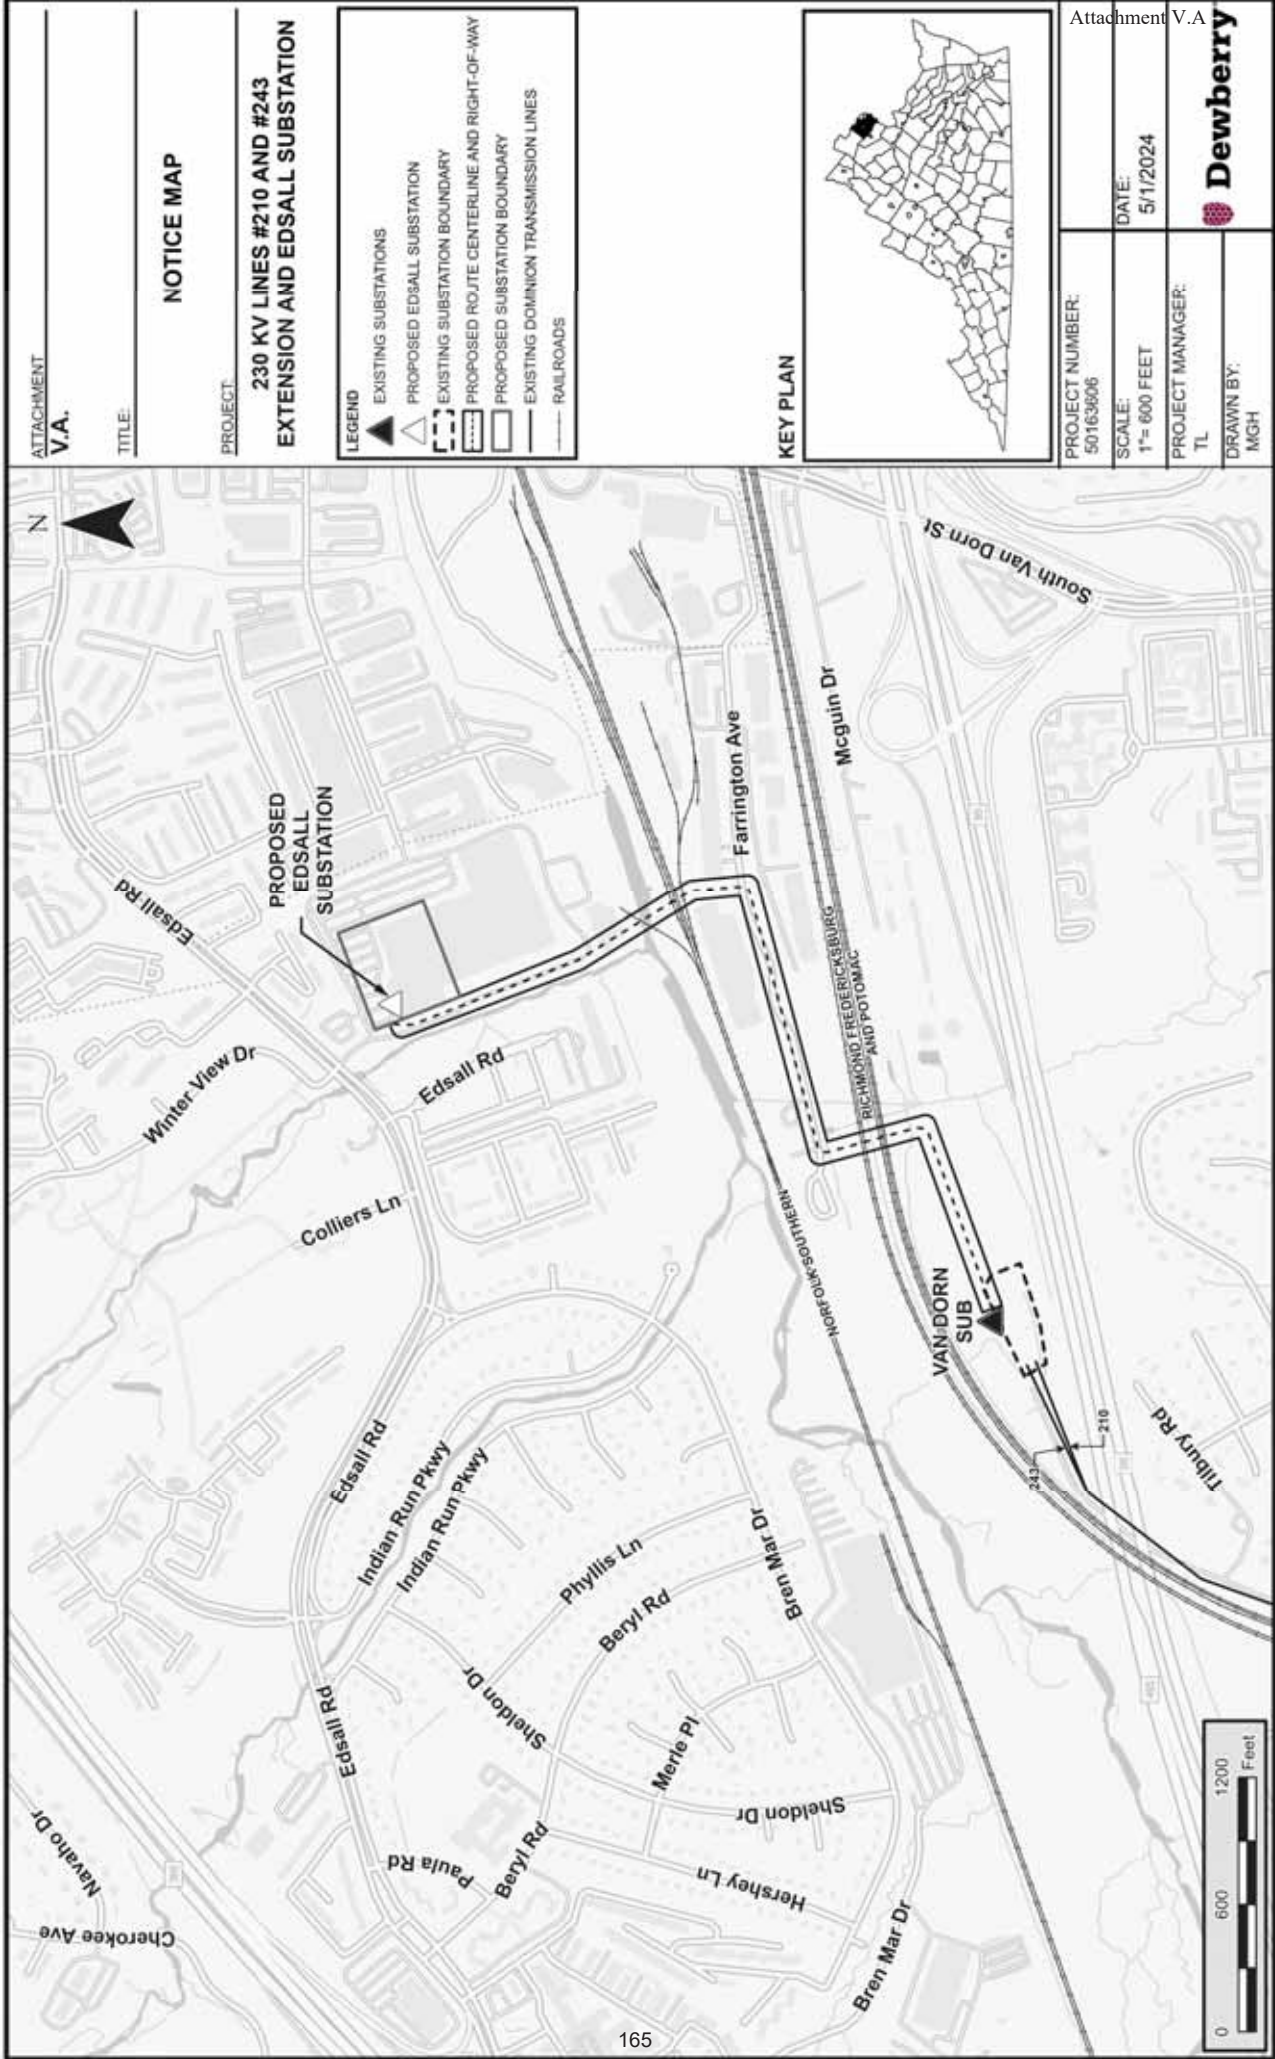 Attachment V.A
ATTACHMENT
V.A.
TITLE:
NOTICE MAP
PROJECT:
230 KV LINES #210 AND #243
EXTENSION AND EDSALL SUBSTATION
LEGEND
EXISTING SUBSTATIONS
PROPOSED EDSALL SUBSTATION
EXISTING SUBSTATION BOUNDARY
PROPOSED ROUTE CENTERLINE AND RIGHT-OF-WAY
PROPOSED SUBSTATION BOUNDARY
EXISTING DOMINION TRANSMISSION LINES
RAILROADS
KEY PLAN
PROJECT NUMBER:
50163606
SCALE:
1"= 600 FEET
DATE:
5/1/2024
PROJECT MANAGER:
TL
DRAWN BY:
MGH
Dewberry
N
Navaho Dr
Cherokee Ave
Edsall Rd
Paula Rd
Beryl Rd
Sheldon Dr
Indian Run Pkwy
Indian Run Pkwy
Edsall Rd
Colliers Ln
Winter View Dr
Edsall Rd
Edsall Rd
PROPOSED
EDSALL
SUBSTATION
Phyllis Ln
Beryl Rd
Merle Pl
Sheldon Dr
Hershey Ln
Bren Mar Dr
Bren Mar Dr
NORFOLK SOUTHERN
Farrington Ave
Mcguin Dr
South Van Dorn St
RICHMOND FREDERICKSBURG
AND POTOMAC
VAN DORN
SUB
243
210
Tilbury Rd
495
0
600
1200
Feet
165